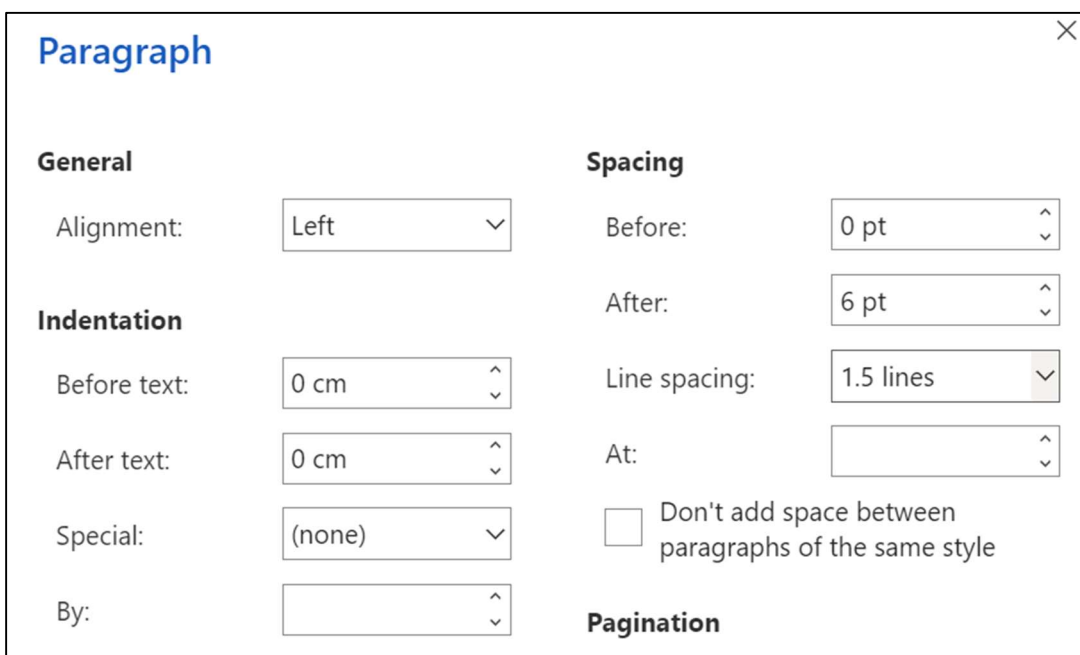 Paragraph
General
Alignment: Left
Indentation
Before text: 0 cm
After text: 0 cm
Special: (none)
By:
Spacing
Before: 0 pt
After: 6 pt
Line spacing: 1.5 lines
At:
Don't add space between
paragraphs of the same style
Pagination